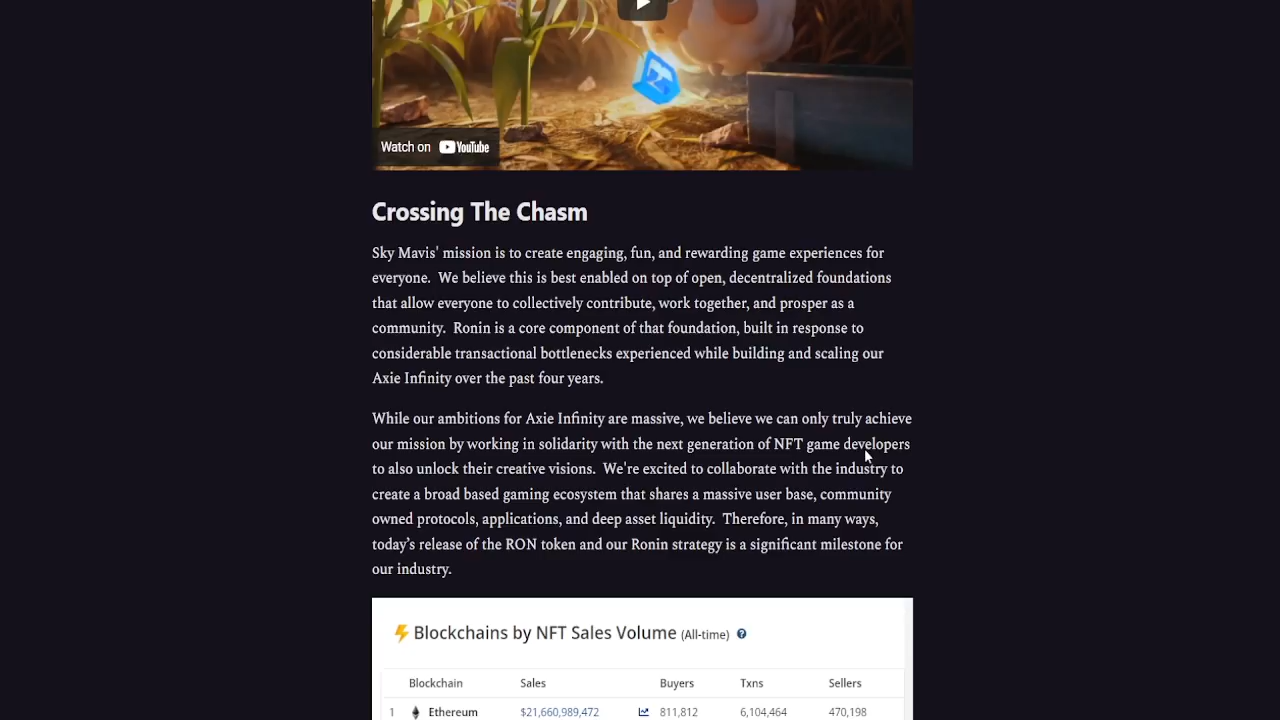 Watch on YouTube
Crossing The Chasm
Sky Mavis' mission is to create engaging, fun, and rewarding game experiences for
everyone.  We believe this is best enabled on top of open, decentralized foundations
that allow everyone to collectively contribute, work together, and prosper as a
community.  Ronin is a core component of that foundation, built in response to
considerable transactional bottlenecks experienced while building and scaling our
Axie Infinity over the past four years.
While our ambitions for Axie Infinity are massive, we believe we can only truly achieve
our mission by working in solidarity with the next generation of NFT game developers
to also unlock their creative visions.  We're excited to collaborate with the industry to
create a broad based gaming ecosystem that shares a massive user base, community
owned protocols, applications, and deep asset liquidity.  Therefore, in many ways,
today's release of the RON token and our Ronin strategy is a significant milestone for
our industry.
Blockchains by NFT Sales Volume (All-time) ?
Blockchain Sales Buyers Txns Sellers
1 Ethereum $21,660,989,472 811,812 6,104,464 470,198